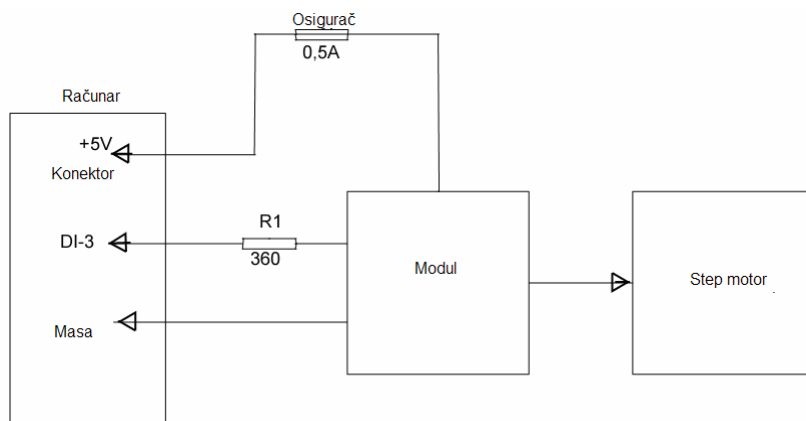 Osigurač
0,5A
Računar
+5V
Konektor
R1
DI-3
360
Modul
Step motor
Masa